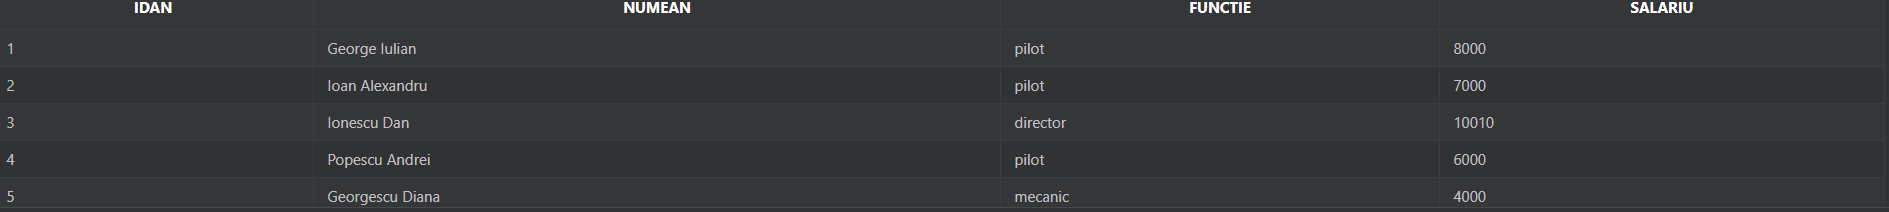 IDAN NUMEAN FUNCTIE SALARIU
1 George Iulian pilot 8000
2 Ioan Alexandru pilot 7000
3 Ionescu Dan director 10010
4 Popescu Andrei pilot 6000
5 Georgescu Diana mecanic 4000